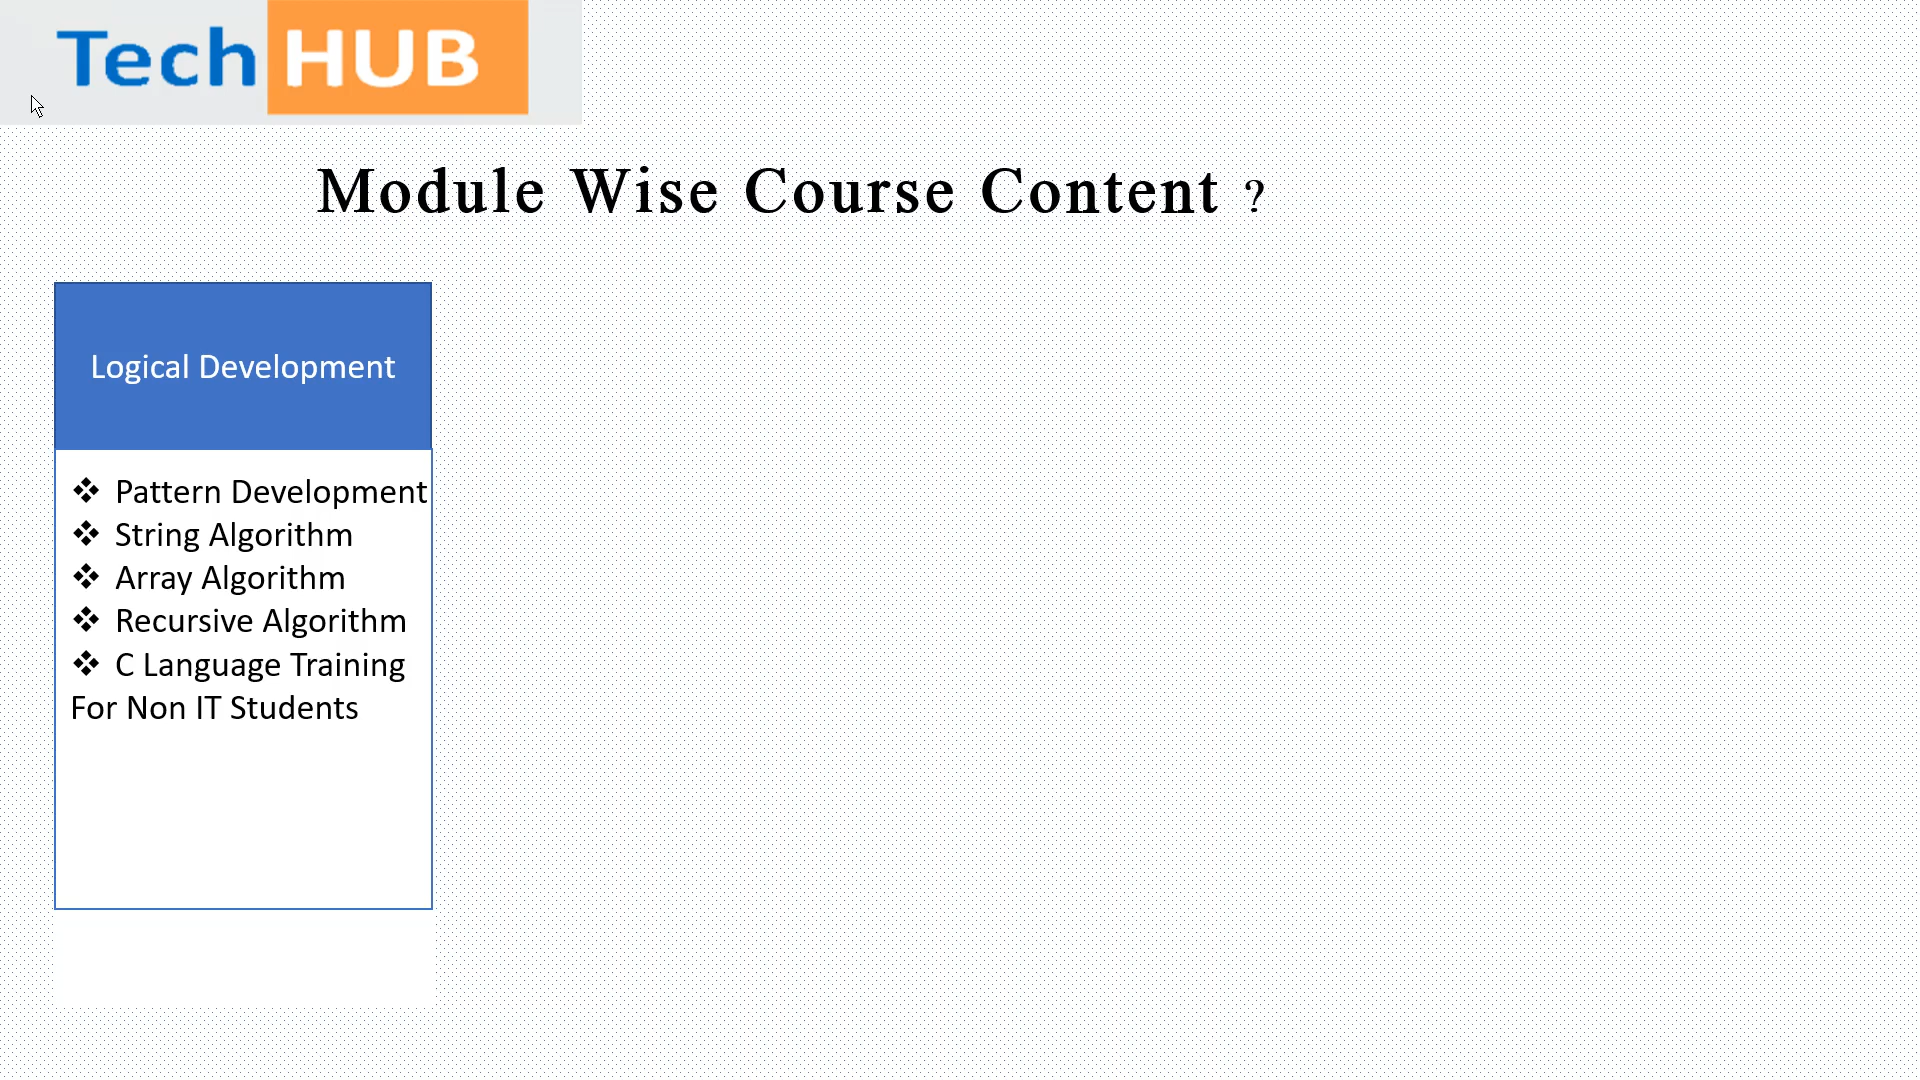 Tech HUB
Module Wise Course Content ?
Logical Development
❖ Pattern Development
❖ String Algorithm
❖ Array Algorithm
❖ Recursive Algorithm
❖ C Language Training
For Non IT Students